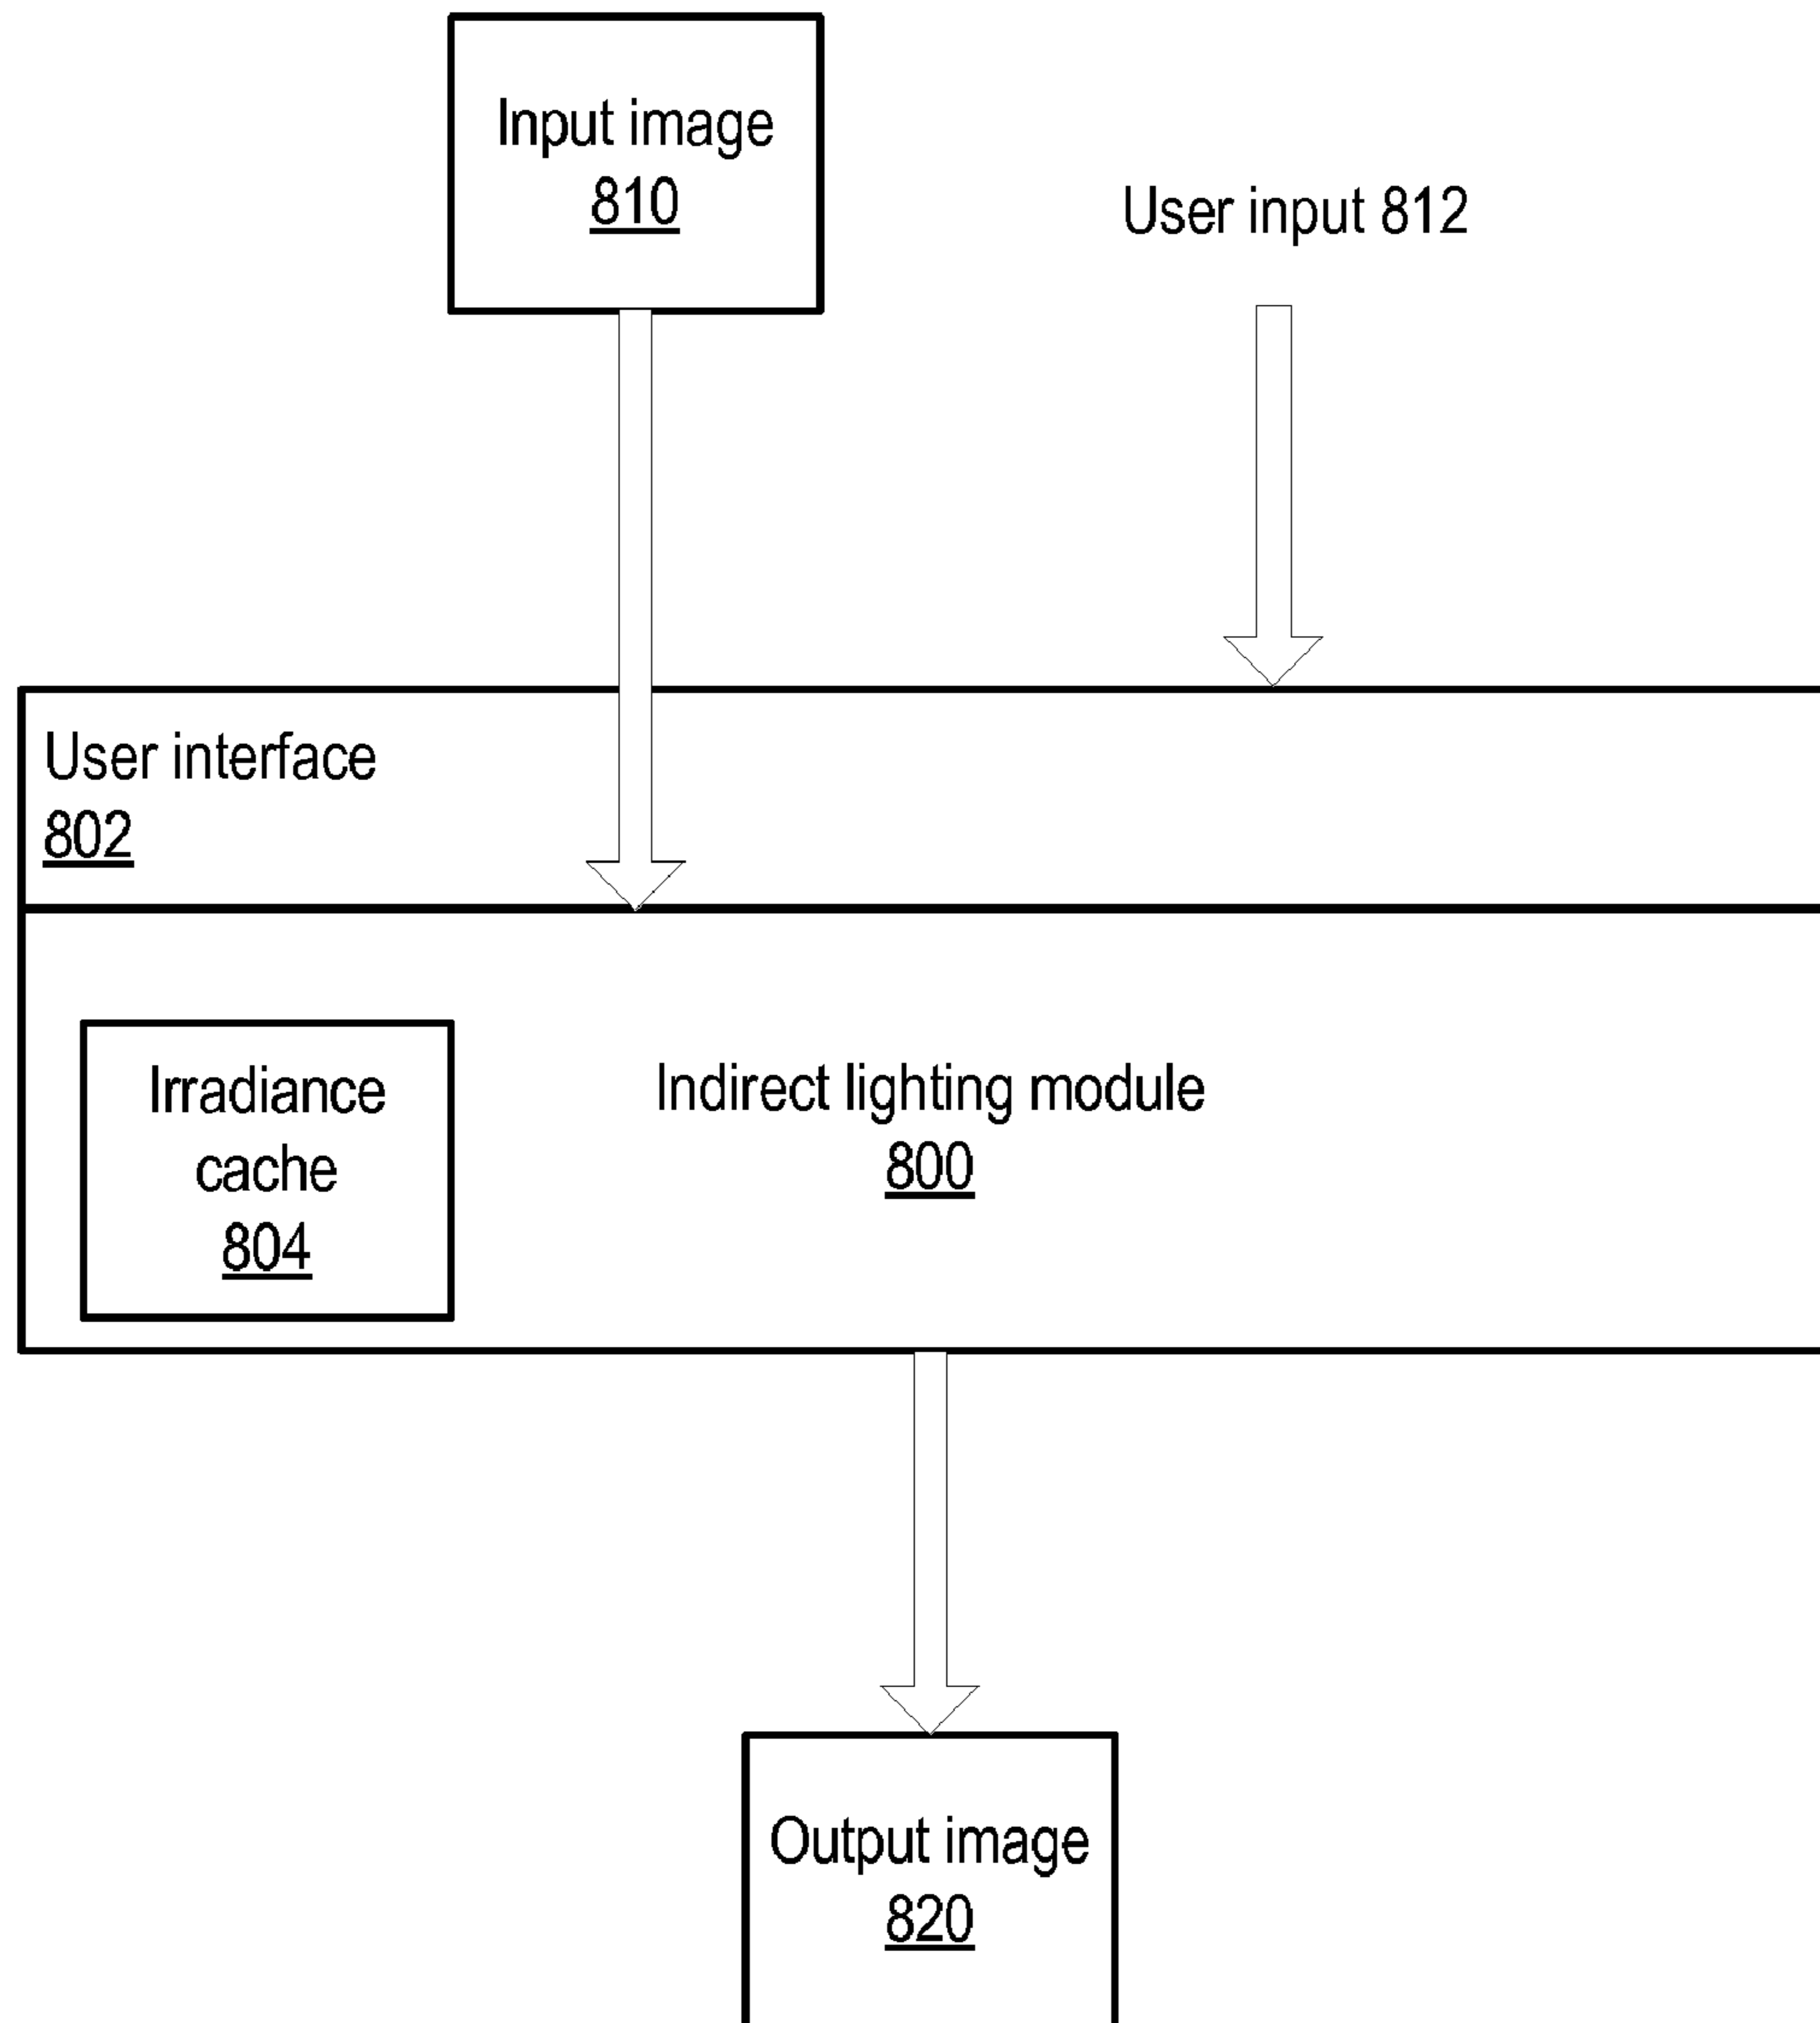 Input image
810
User input 812
User interface
802
Irradiance
cache
804
Indirect lighting module
800
Output image
820